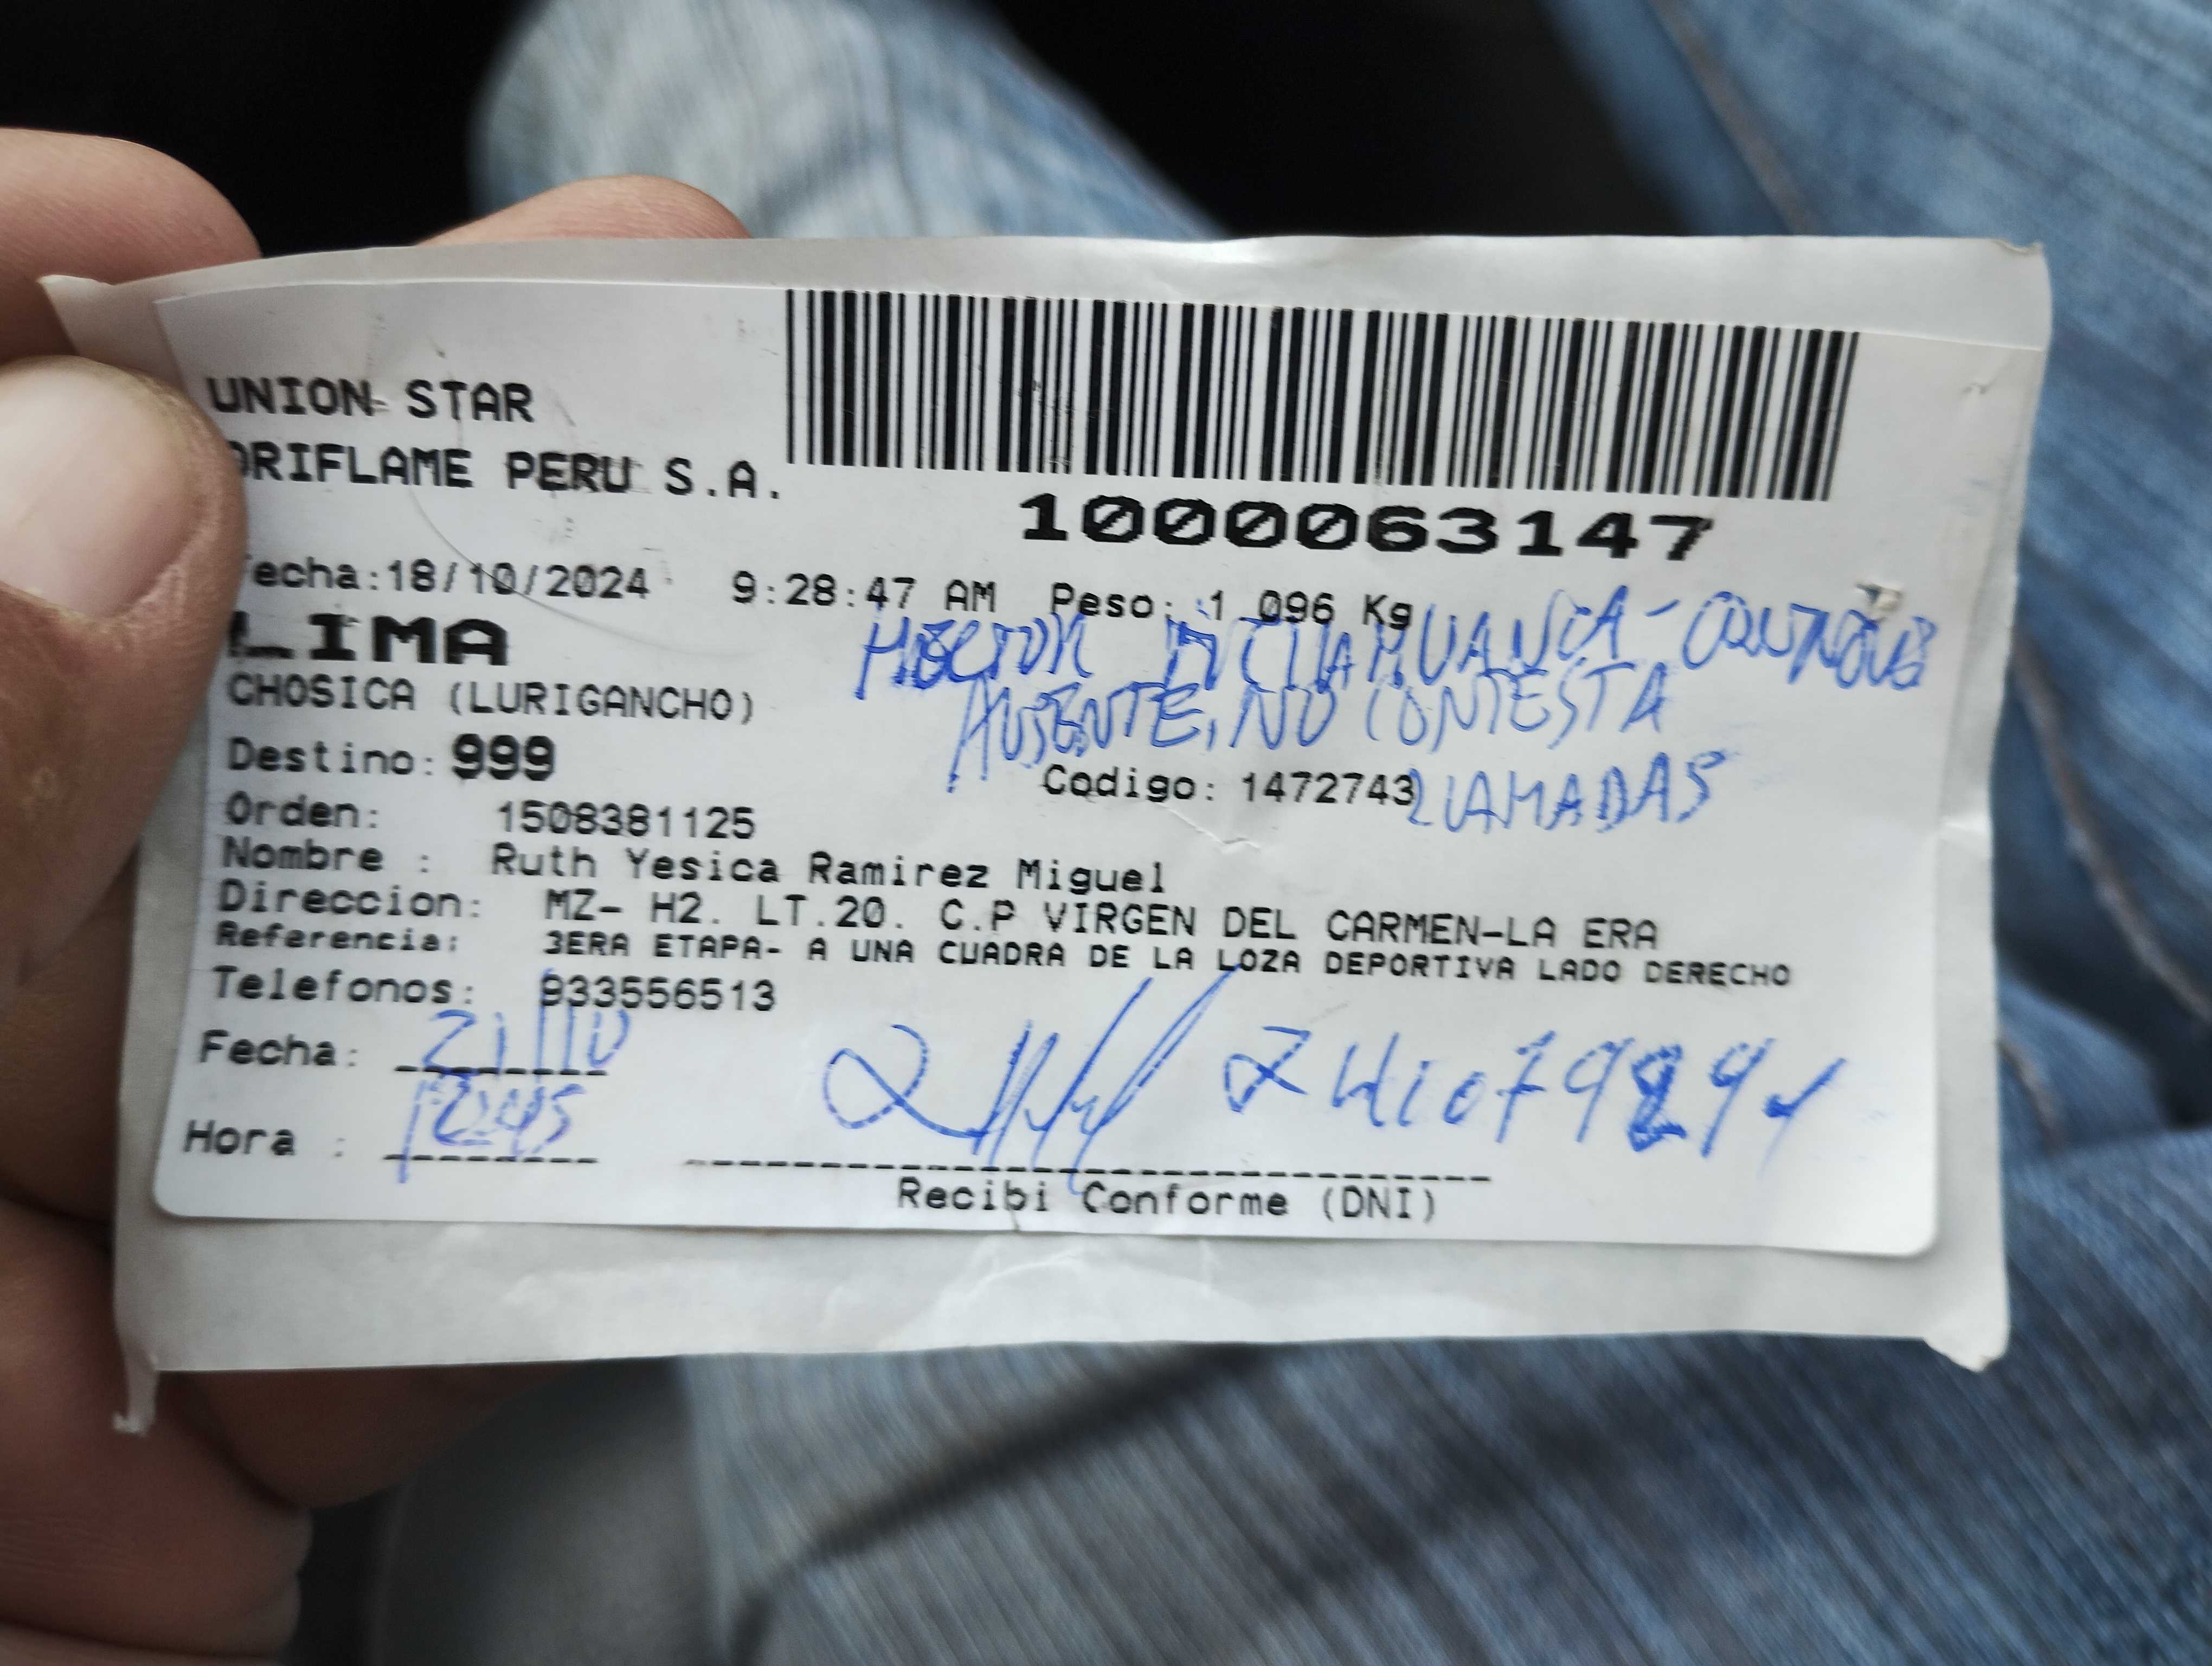 UNION STAR
ORIFLAME PERU S.A.
1000063147
Fecha:18/10/2024 9:28:47 AM Peso: 1 096 Kg
LIMA
HECTOR
CHOSICA (LURIGANCHO)
AUSENTE, NO CONTESTA
Destino: 999
Codigo: 1472743 LLAMADAS
Orden: 1508381125
Nombre : Ruth Yesica Ramirez Miguel
Direccion: MZ- H2. LT.20. C.P VIRGEN DEL CARMEN-LA ERA
Referencia: 3ERA ETAPA- A UNA CUADRA DE LA LOZA DEPORTIVA LADO DERECHO
Telefonos: 933556513
Fecha: 21/10
Hora : 12:45
Recibi Conforme (DNI)